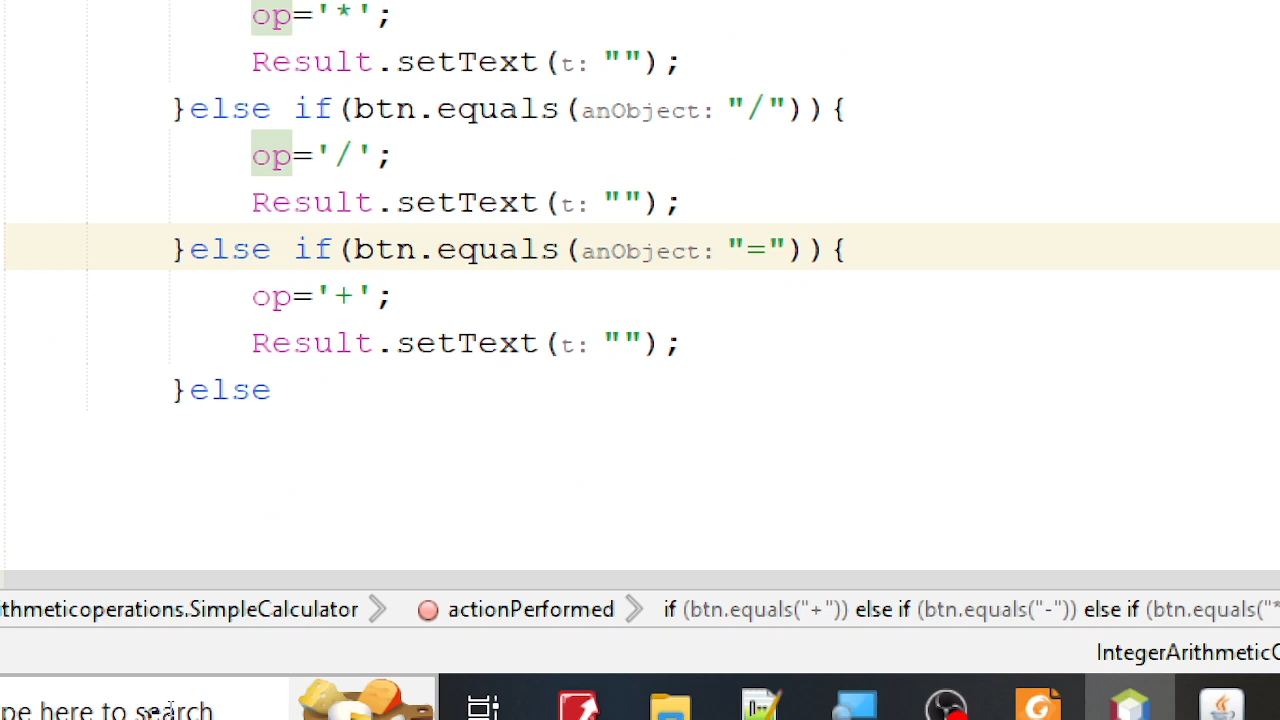 op='*';
Result.setText(t: "");
}else if(btn.equals(anObject: "/")){
op='/';
Result.setText(t: "");
}else if(btn.equals(anObject: "=")){
op='+';
Result.setText(t: "");
}else
ithmeticoperations.SimpleCalculator
actionPerformed
if (btn.equals("+")) else if (btn.equals("-")) else if (btn.equals("*
IntegerArithmeticC
pe here to search